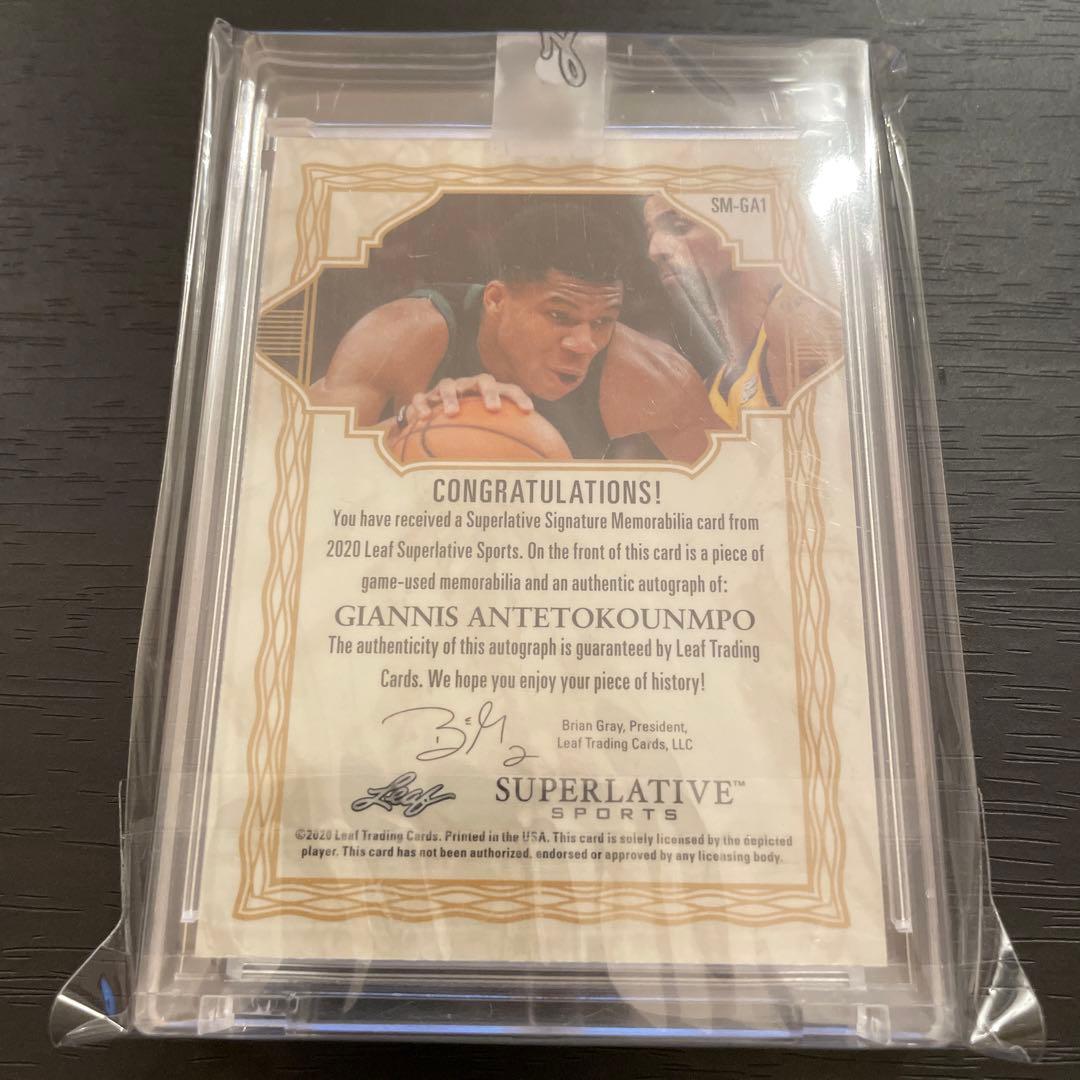 SM-GA1
CONGRATULATIONS!
You have received a Superlative Signature Memorabilia card from
2020 Leaf Superlative Sports. On the front of this card is a piece of
game-used memorabilia and an authentic autograph of:
GIANNIS ANTETOKOUNMPO
The authenticity of this autograph is guaranteed by Leaf Trading
Cards. We hope you enjoy your piece of history!
Brian Gray, President,
Leaf Trading Cards, LLC
Leaf
SUPERLATIVE™
SPORTS
©2020 Leaf Trading Cards. Printed in the USA. This card is solely licensed by the depicted
player. This card has not been authorized, endorsed or approved by any licensing body.